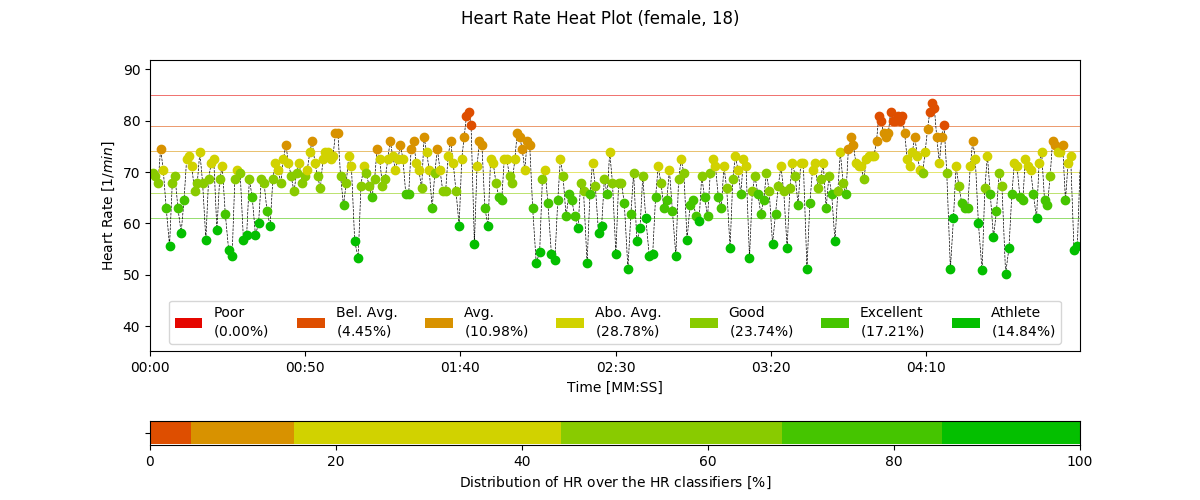 Heart Rate Heat Plot (female, 18)
90
80
70
60
50
40
Heart Rate [1/min]
Poor Bel. Avg. Avg. Abo. Avg. Good Excellent Athlete
(0.00%) (4.45%) (10.98%) (28.78%) (23.74%) (17.21%) (14.84%)
00:00 00:50 01:40 02:30 03:20 04:10
Time [MM:SS]
0 20 40 60 80 100
Distribution of HR over the HR classifiers [%]